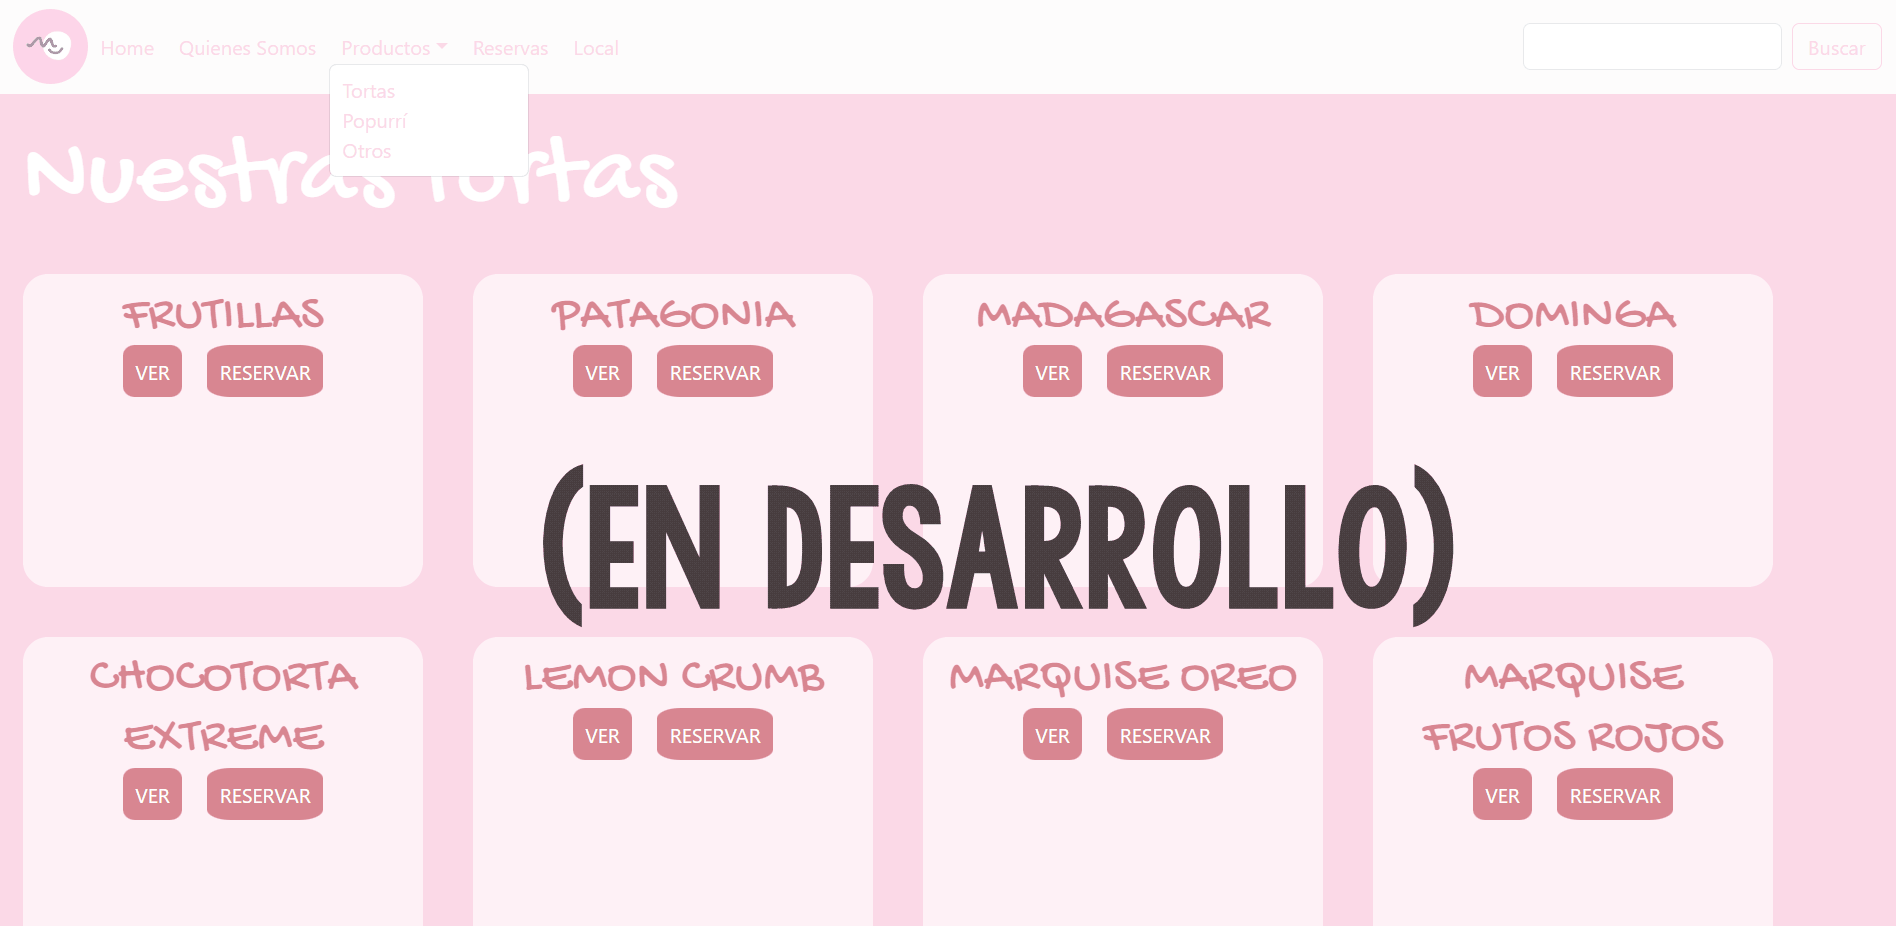 Home Quienes Somos Productos Reservas Local Buscar
Tortas
Popurrí
Otros
Nuestras Tortas
FRUTILLAS
VER RESERVAR
PATAGONIA
VER RESERVAR
MADAGASCAR
VER RESERVAR
DOMINGA
VER RESERVAR
(EN DESARROLLO)
CHOCOTORTA
EXTREME
VER RESERVAR
LEMON CRUMB
VER RESERVAR
MARQUISE OREO
VER RESERVAR
MARQUISE
FRUTOS ROJOS
VER RESERVAR